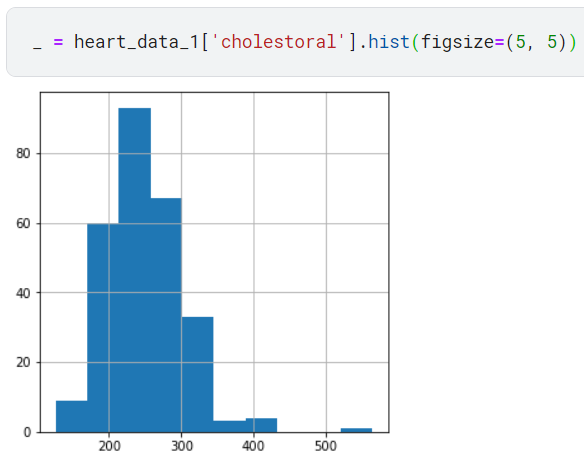 _ = heart_data_1['cholestoral'].hist(figsize=(5, 5))
80
60
40
20
0
200 300 400 500